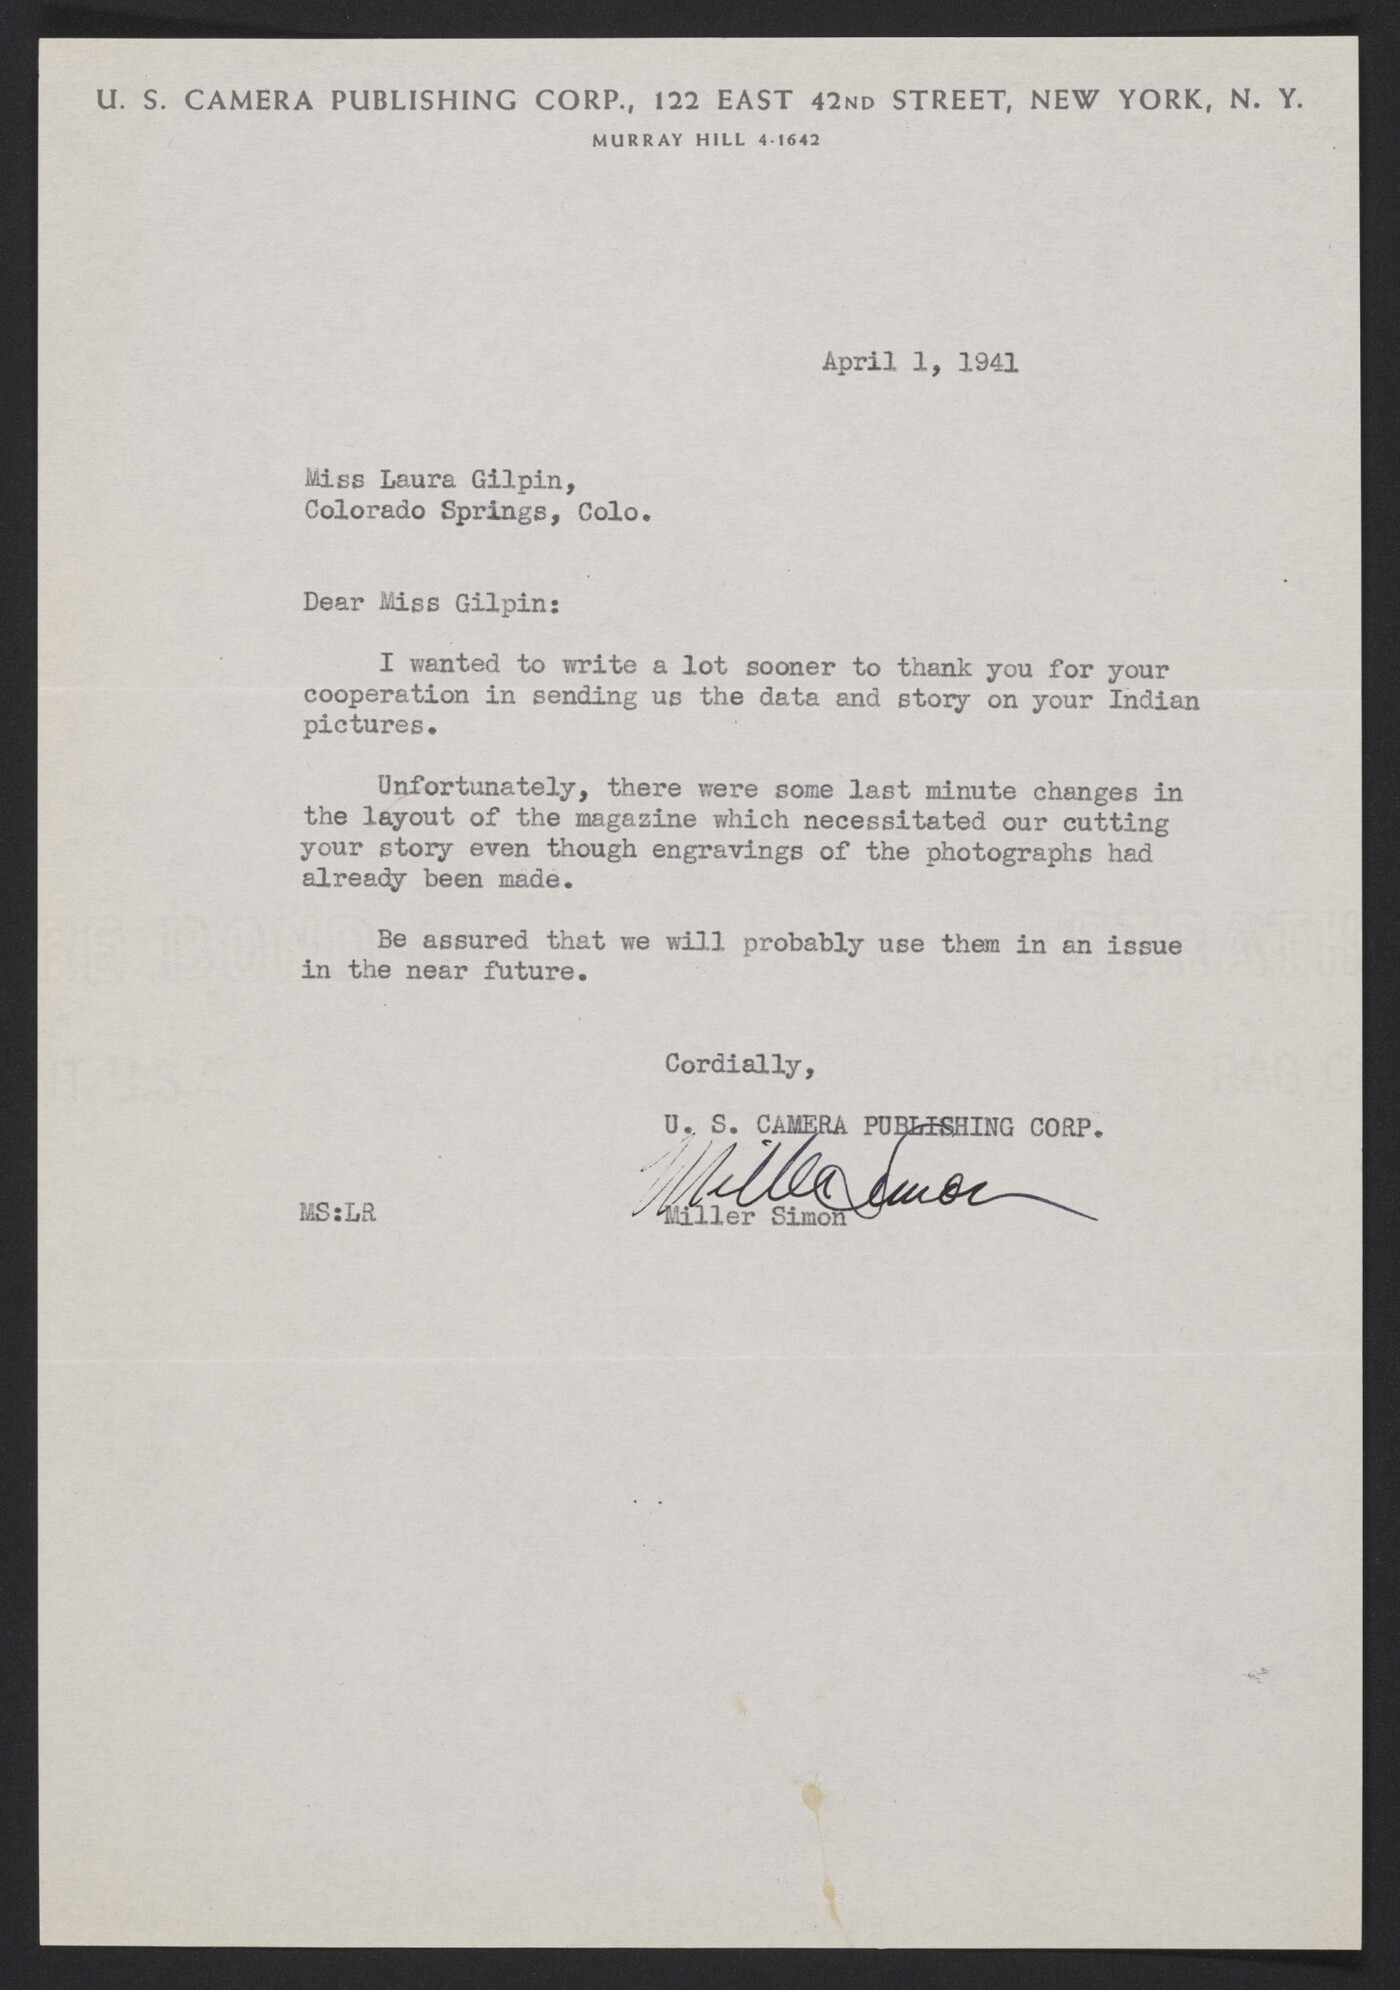 U. S. CAMERA PUBLISHING CORP., 122 EAST 42ND STREET, NEW YORK, N. Y.
MURRAY HILL 4-1642
April 1, 1941
Miss Laura Gilpin,
Colorado Springs, Colo.
Dear Miss Gilpin:
I wanted to write a lot sooner to thank you for your
cooperation in sending us the data and story on your Indian
pictures.
Unfortunately, there were some last minute changes in
the layout of the magazine which necessitated our cutting
your story even though engravings of the photographs had
already been made.
Be assured that we will probably use them in an issue
in the near future.
Cordially,
U. S. CAMERA PUBLISHING CORP.
Miller Simon
MS:LR
Miller Simon